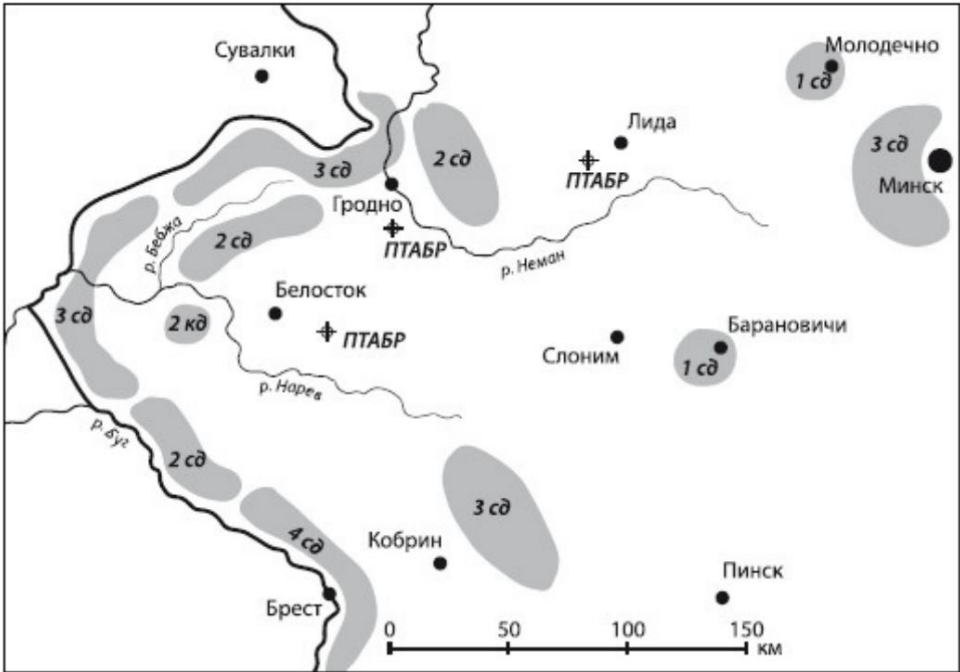 Сувалки
Молодечно
1 сд
Лида
3 сд
2 сд
3 сд
ПТАБР
Минск
Гродно
р. Бебжа
2 сд
ПТАБР
р. Неман
Белосток
3 сд
2 кд
ПТАБР
Барановичи
Слоним
1 сд
р. Нарев
р. Буг
2 сд
3 сд
4 сд
Кобрин
Пинск
Брест
0 50 100 150
км